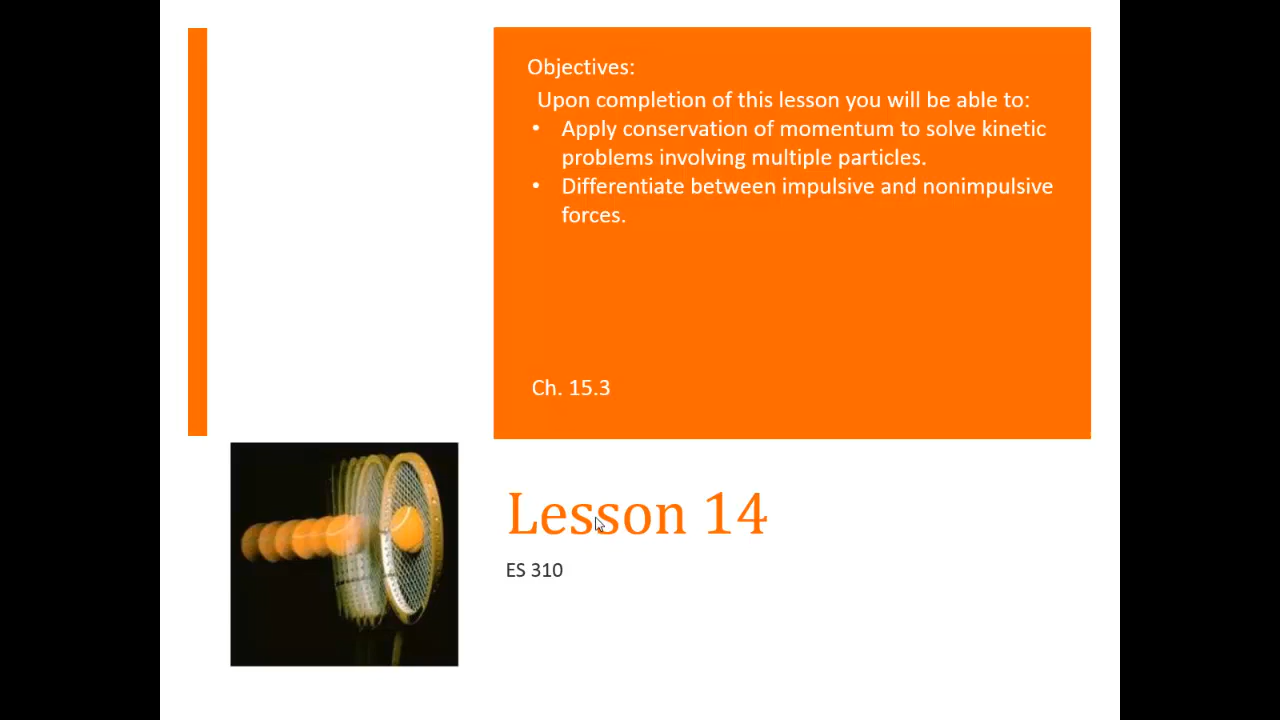 Objectives:
Upon completion of this lesson you will be able to:
• Apply conservation of momentum to solve kinetic
problems involving multiple particles.
• Differentiate between impulsive and nonimpulsive
forces.
Ch. 15.3
Lesson 14
ES 310